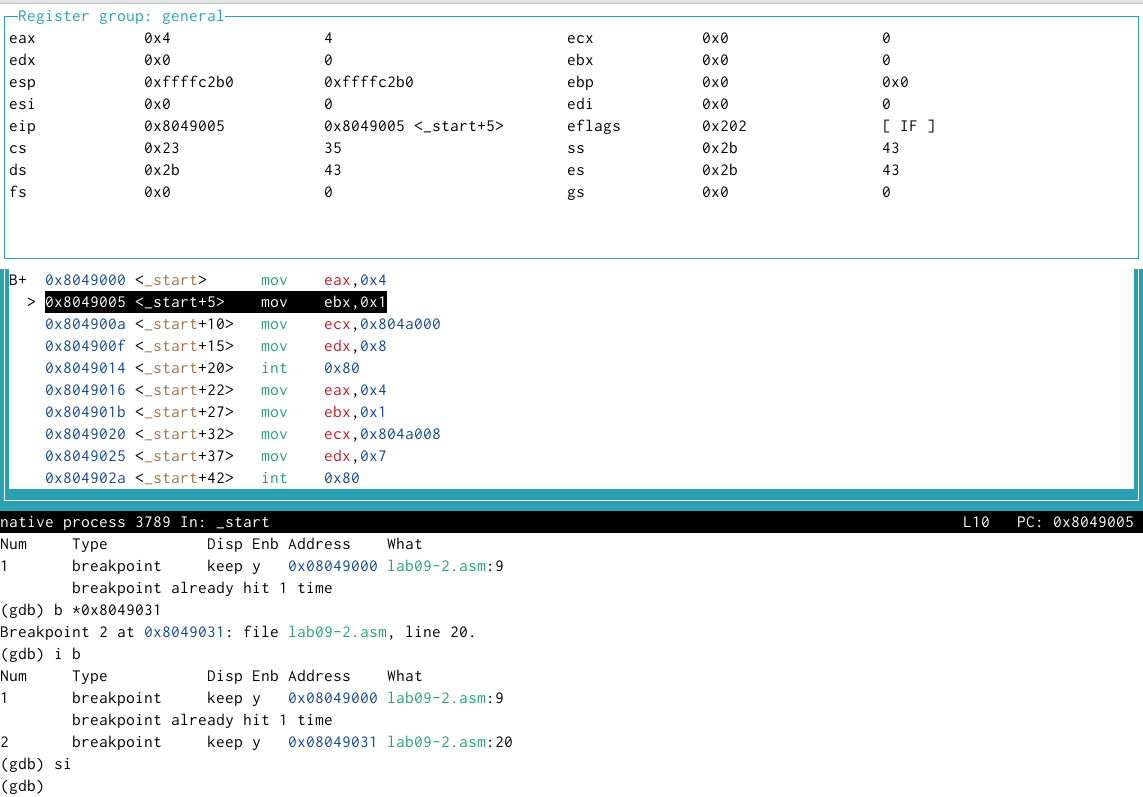 Register group: general
eax 0x4 4 ecx 0x0 0
edx 0x0 0 ebx 0x0 0
esp 0xffffc2b0 0xffffc2b0 ebp 0x0 0x0
esi 0x0 0 edi 0x0 0
eip 0x8049005 0x8049005 <_start+5> eflags 0x202 [ IF ]
cs 0x23 35 ss 0x2b 43
ds 0x2b 43 es 0x2b 43
fs 0x0 0 gs 0x0 0
B+ 0x8049000 <_start> mov eax,0x4
> 0x8049005 <_start+5> mov ebx,0x1
0x804900a <_start+10> mov ecx,0x804a000
0x804900f <_start+15> mov edx,0x8
0x8049014 <_start+20> int 0x80
0x8049016 <_start+22> mov eax,0x4
0x804901b <_start+27> mov ebx,0x1
0x8049020 <_start+32> mov ecx,0x804a008
0x8049025 <_start+37> mov edx,0x7
0x804902a <_start+42> int 0x80
native process 3789 In: _start L10 PC: 0x8049005
Num Type Disp Enb Address What
1 breakpoint keep y 0x08049000 lab09-2.asm:9
breakpoint already hit 1 time
(gdb) b *0x8049031
Breakpoint 2 at 0x8049031: file lab09-2.asm, line 20.
(gdb) i b
Num Type Disp Enb Address What
1 breakpoint keep y 0x08049000 lab09-2.asm:9
breakpoint already hit 1 time
2 breakpoint keep y 0x08049031 lab09-2.asm:20
(gdb) si
(gdb)